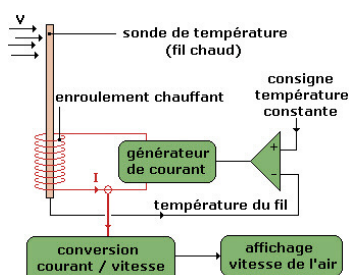 V
sonde de température
(fil chaud)
consigne
température
constante
enroulement chauffant
générateur
de courant
+
-
I
température du fil
conversion
courant / vitesse
affichage
vitesse de l'air